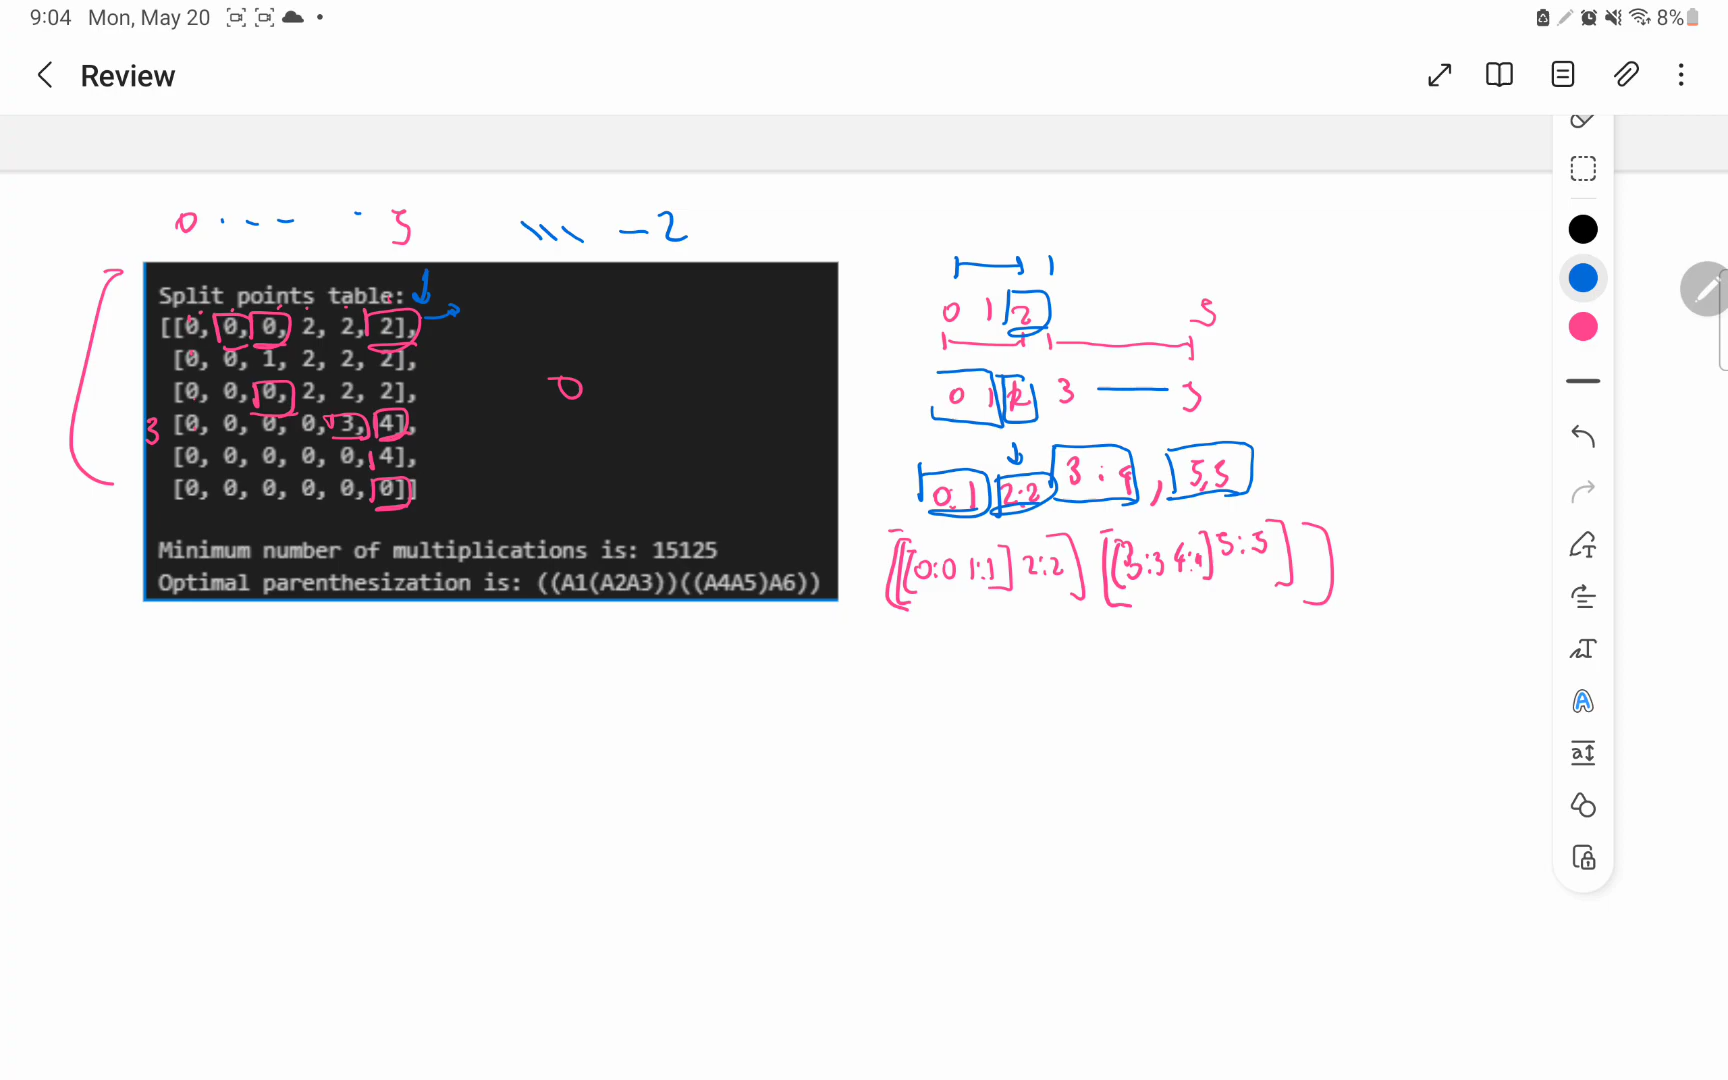 9:04 Mon, May 20 8%
Review
0 5 - 2
Split points table:
[[0, 0, 0, 2, 2, 2],
[0, 0, 1, 2, 2, 2],
[0, 0, 0, 2, 2, 2],
3 [0, 0, 0, 0, 3, 4],
[0, 0, 0, 0, 0, 4],
[0, 0, 0, 0, 0, 0]]
Minimum number of multiplications is: 15125
Optimal parenthesization is: ((A1(A2A3))((A4A5)A6))
0
1
0 1 2 5
0 1 2 3 5
0:1 2:2 3:4, 5,5
[[[0:0 1:1] 2:2] [[3:3 4:4] 5:5]]